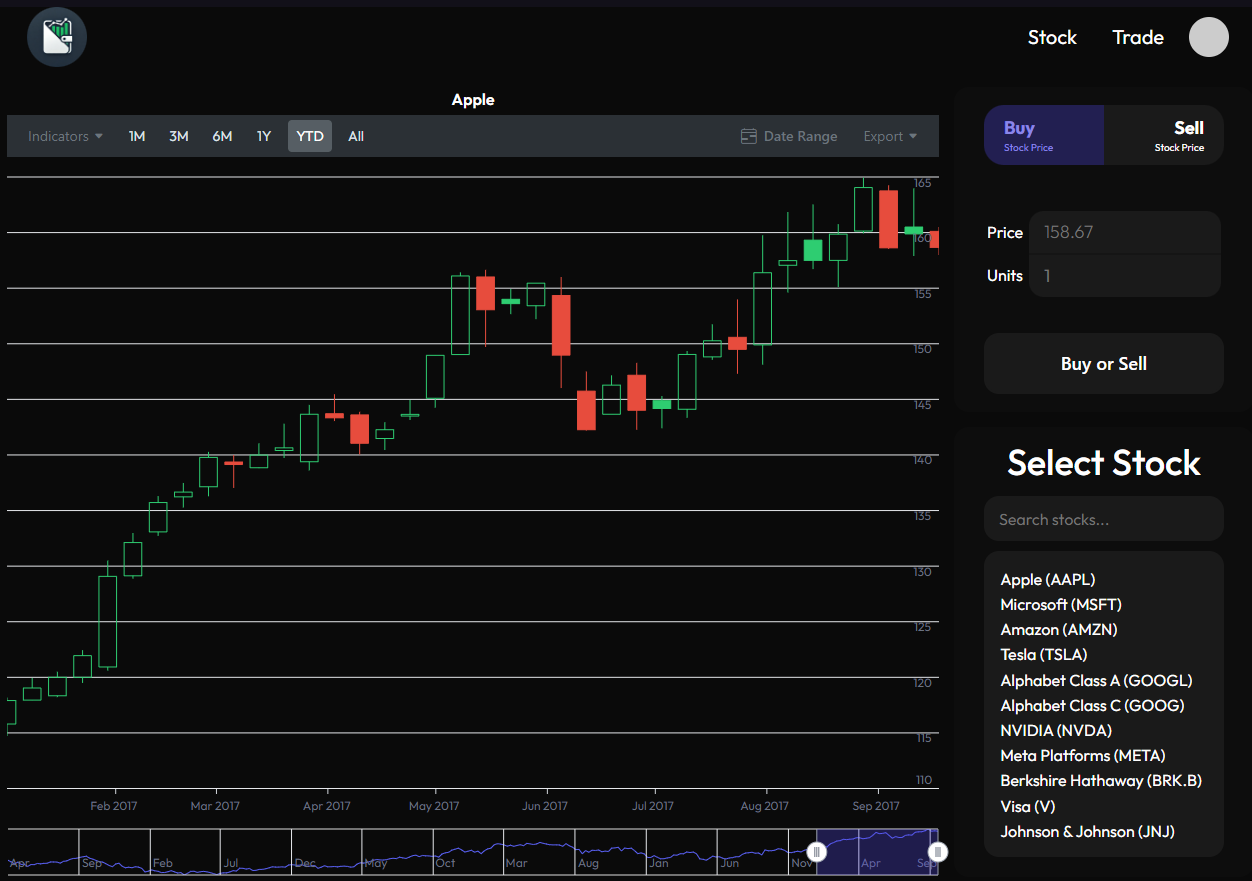 Stock Trade
Apple
Indicators 1M 3M 6M 1Y YTD All Date Range Export
165
160
155
150
145
140
135
130
125
120
115
110
Feb 2017 Mar 2017 Apr 2017 May 2017 Jun 2017 Jul 2017 Aug 2017 Sep 2017
Apr Sep Feb Jul Dec May Oct Mar Aug Jan Jun Nov Apr Sep
Buy Sell
Stock Price Stock Price
Price 158.67
Units 1
Buy or Sell
Select Stock
Search stocks...
Apple (AAPL)
Microsoft (MSFT)
Amazon (AMZN)
Tesla (TSLA)
Alphabet Class A (GOOGL)
Alphabet Class C (GOOG)
NVIDIA (NVDA)
Meta Platforms (META)
Berkshire Hathaway (BRK.B)
Visa (V)
Johnson & Johnson (JNJ)